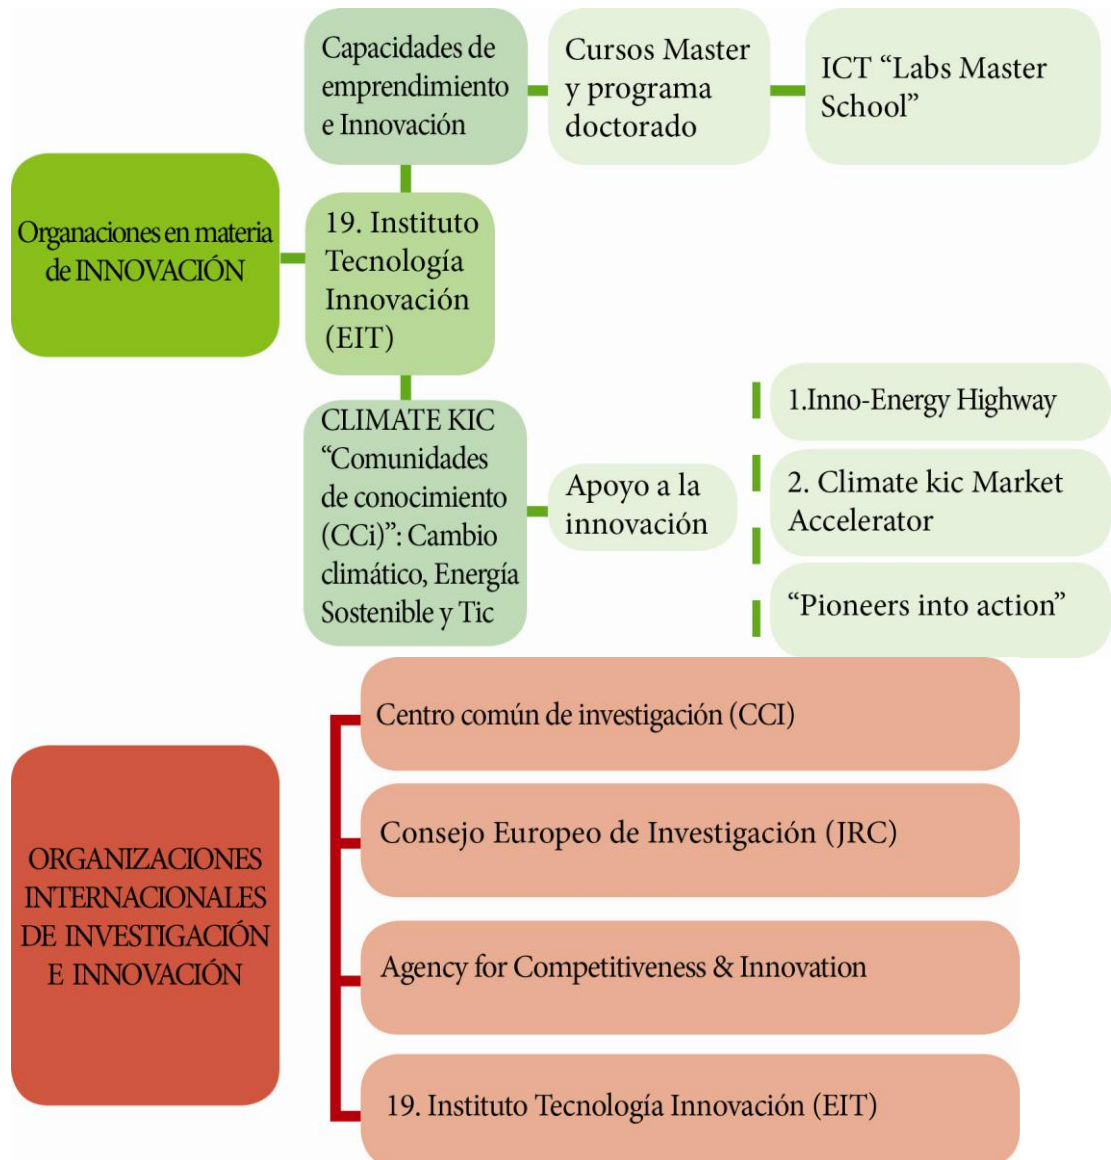 Capacidades de
emprendimiento
e Innovación
Cursos Master
y programa
doctorado
ICT “Labs Master
School”
Organaciones en materia
de INNOVACIÓN
19. Instituto
Tecnología
Innovación
(EIT)
CLIMATE KIC
“Comunidades
de conocimiento
(CCi)”: Cambio
climático, Energía
Sostenible y Tic
Apoyo a la
innovación
1.Inno-Energy Highway
2. Climate kic Market
Accelerator
“Pioneers into action”
ORGANIZACIONES
INTERNACIONALES
DE INVESTIGACIÓN
E INNOVACIÓN
Centro común de investigación (CCI)
Consejo Europeo de Investigación (JRC)
Agency for Competitiveness & Innovation
19. Instituto Tecnología Innovación (EIT)